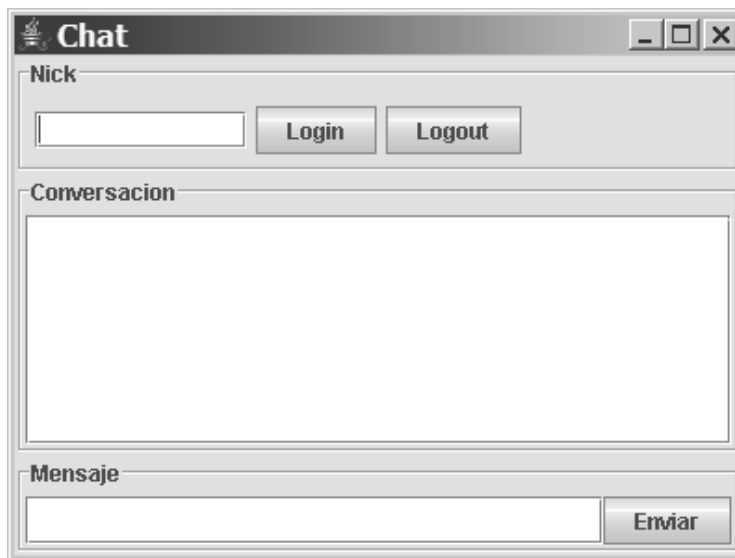 Chat
Nick
Login Logout
Conversacion
Mensaje
Enviar